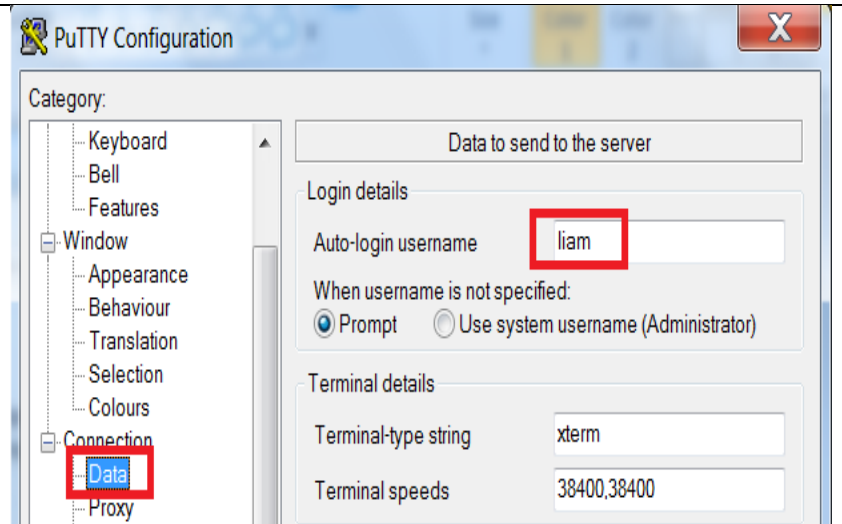 PuTTY Configuration
X
Category:
Keyboard
Bell
Features
Window
Appearance
Behaviour
Translation
Selection
Colours
Connection
Data
Proxy
Data to send to the server
Login details
Auto-login username liam
When username is not specified:
Prompt Use system username (Administrator)
Terminal details
Terminal-type string xterm
Terminal speeds 38400,38400